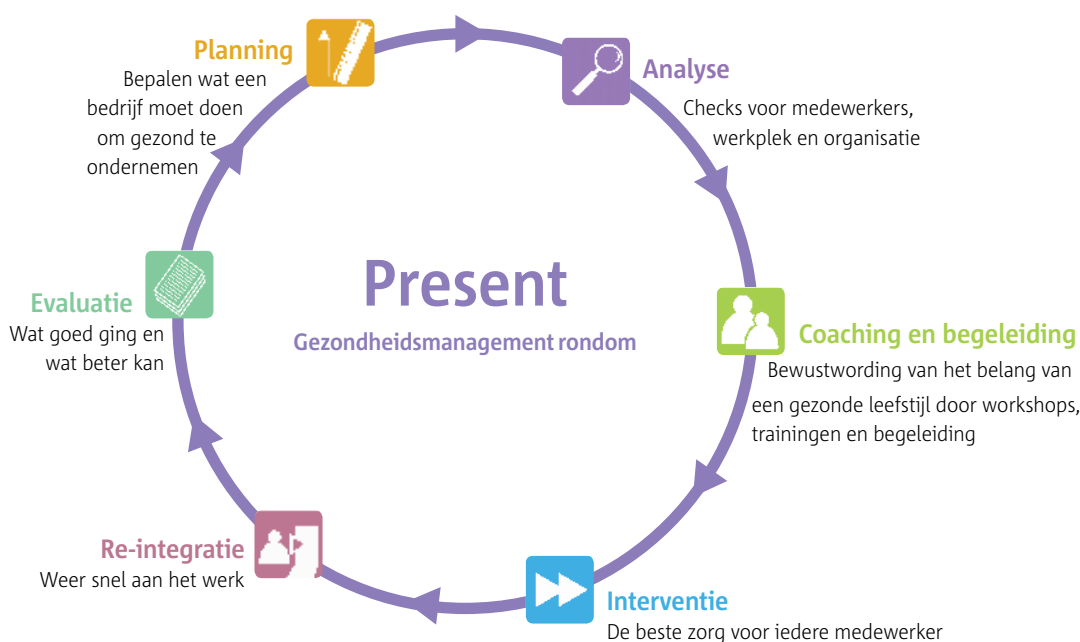 Planning
Bepalen wat een
bedrijf moet doen
om gezond te
ondernemen
Analyse
Checks voor medewerkers,
werkplek en organisatie
Present
Gezondheidsmanagement rondom
Coaching en begeleiding
Bewustwording van het belang van
een gezonde leefstijl door workshops,
trainingen en begeleiding
Interventie
De beste zorg voor iedere medewerker
Re-integratie
Weer snel aan het werk
Evaluatie
Wat goed ging en
wat beter kan